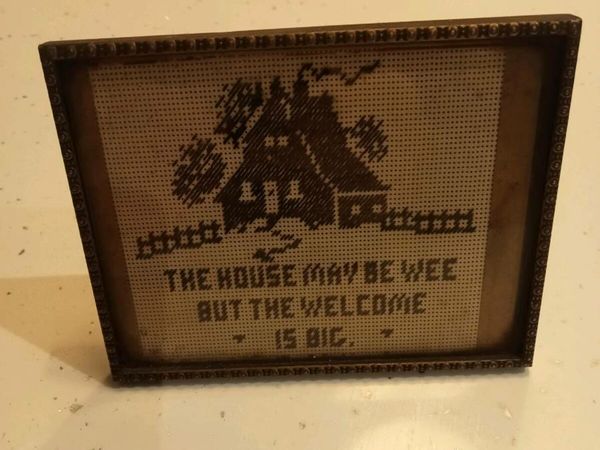 THE HOUSE MAY BE WEE
BUT THE WELCOME
IS BIG.